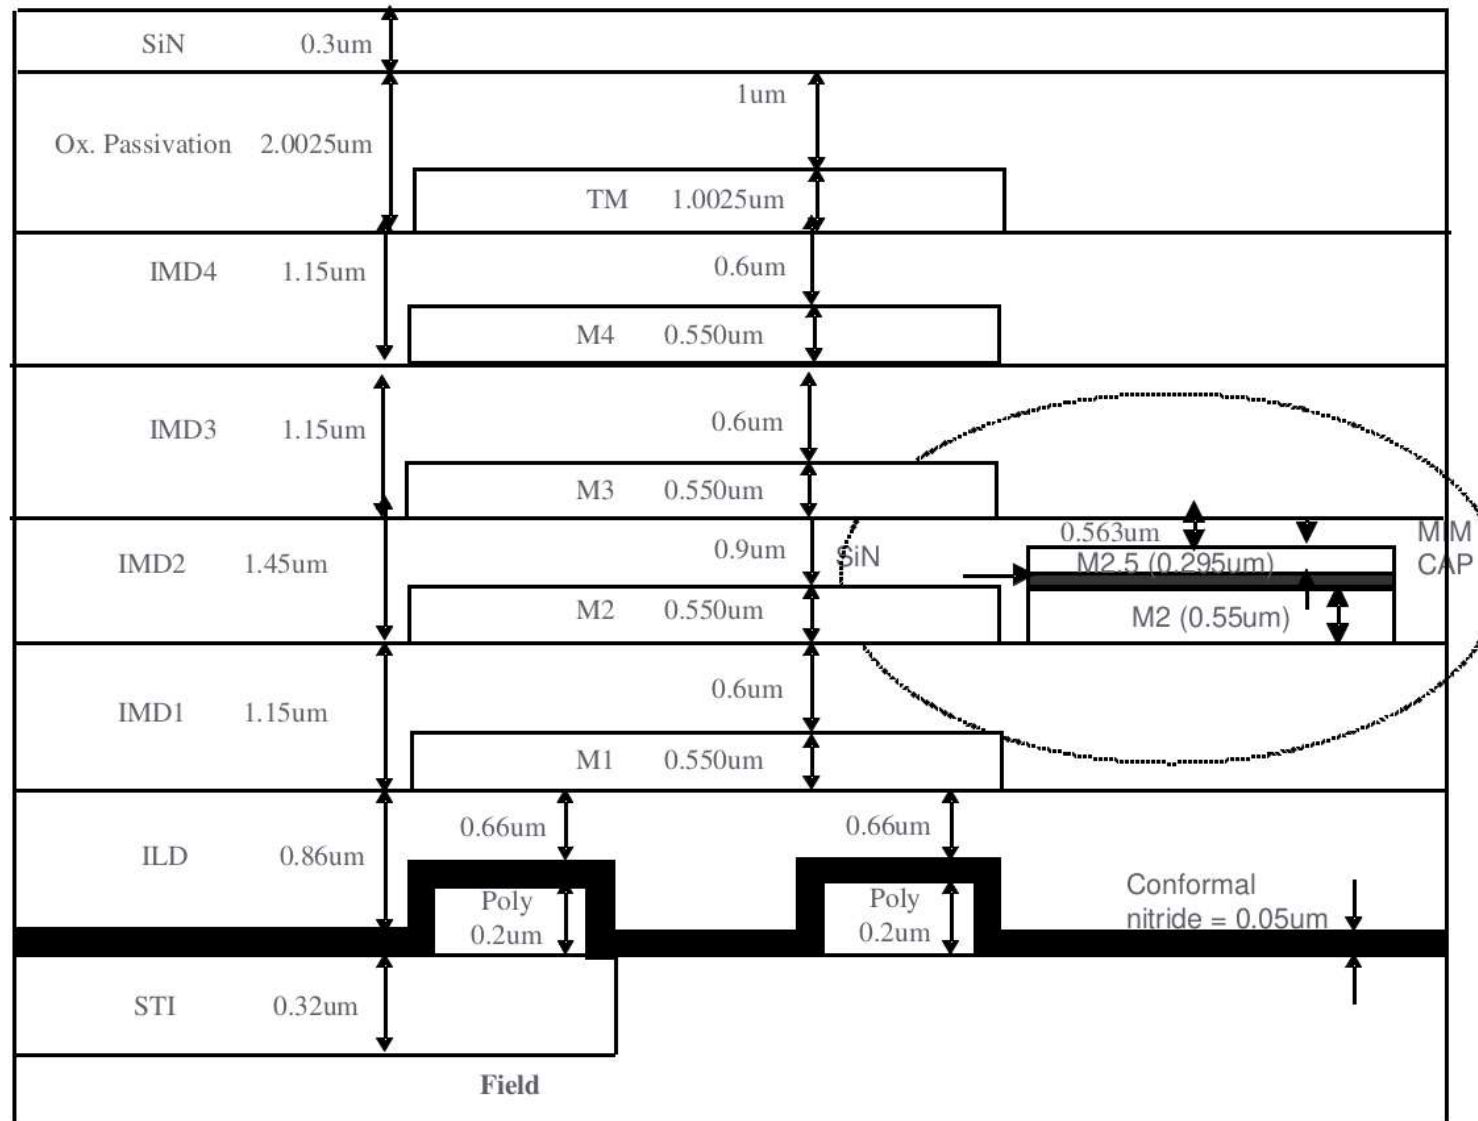 SiN 0.3um
1um
Ox. Passivation 2.0025um
TM 1.0025um
IMD4 1.15um 0.6um
M4 0.550um
IMD3 1.15um 0.6um
M3 0.550um
0.563um MIM
IMD2 1.45um 0.9um SiN M2.5 (0.295um) CAP
M2 0.550um M2 (0.55um)
IMD1 1.15um 0.6um
M1 0.550um
0.66um 0.66um
ILD 0.86um
Conformal
nitride = 0.05um
Poly
0.2um
Poly
0.2um
STI 0.32um
Field